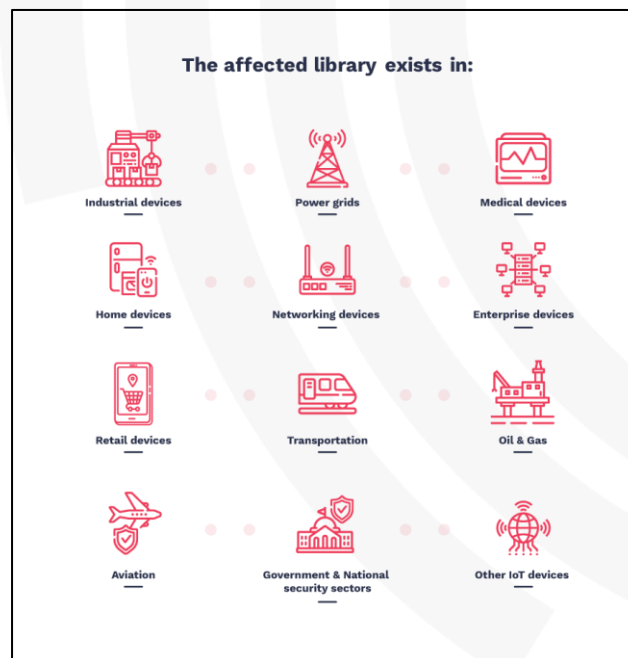 The affected library exists in:
Industrial devices
Power grids
Medical devices
Home devices
Networking devices
Enterprise devices
Retail devices
Transportation
Oil & Gas
Aviation
Government & National
security sectors
Other IoT devices